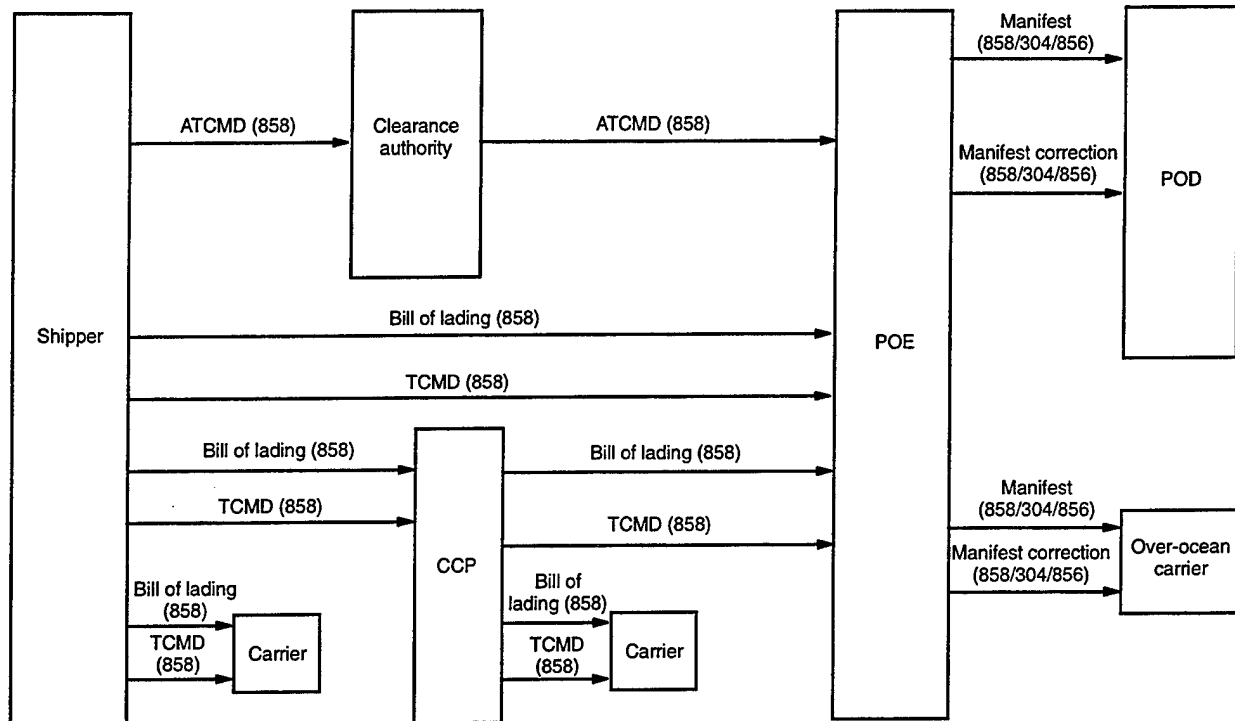 Manifest
(858/304/856)
ATCMD (858)
Clearance
authority
ATCMD (858)
Manifest correction
(858/304/856)
POD
Shipper
Bill of lading (858)
POE
TCMD (858)
Bill of lading (858)
Bill of lading (858)
TCMD (858)
TCMD (858)
Manifest
(858/304/856)
Manifest correction
(858/304/856)
Over-ocean
carrier
CCP
Bill of lading
(858)
TCMD
(858)
Carrier
Bill of
lading (858)
TCMD
(858)
Carrier